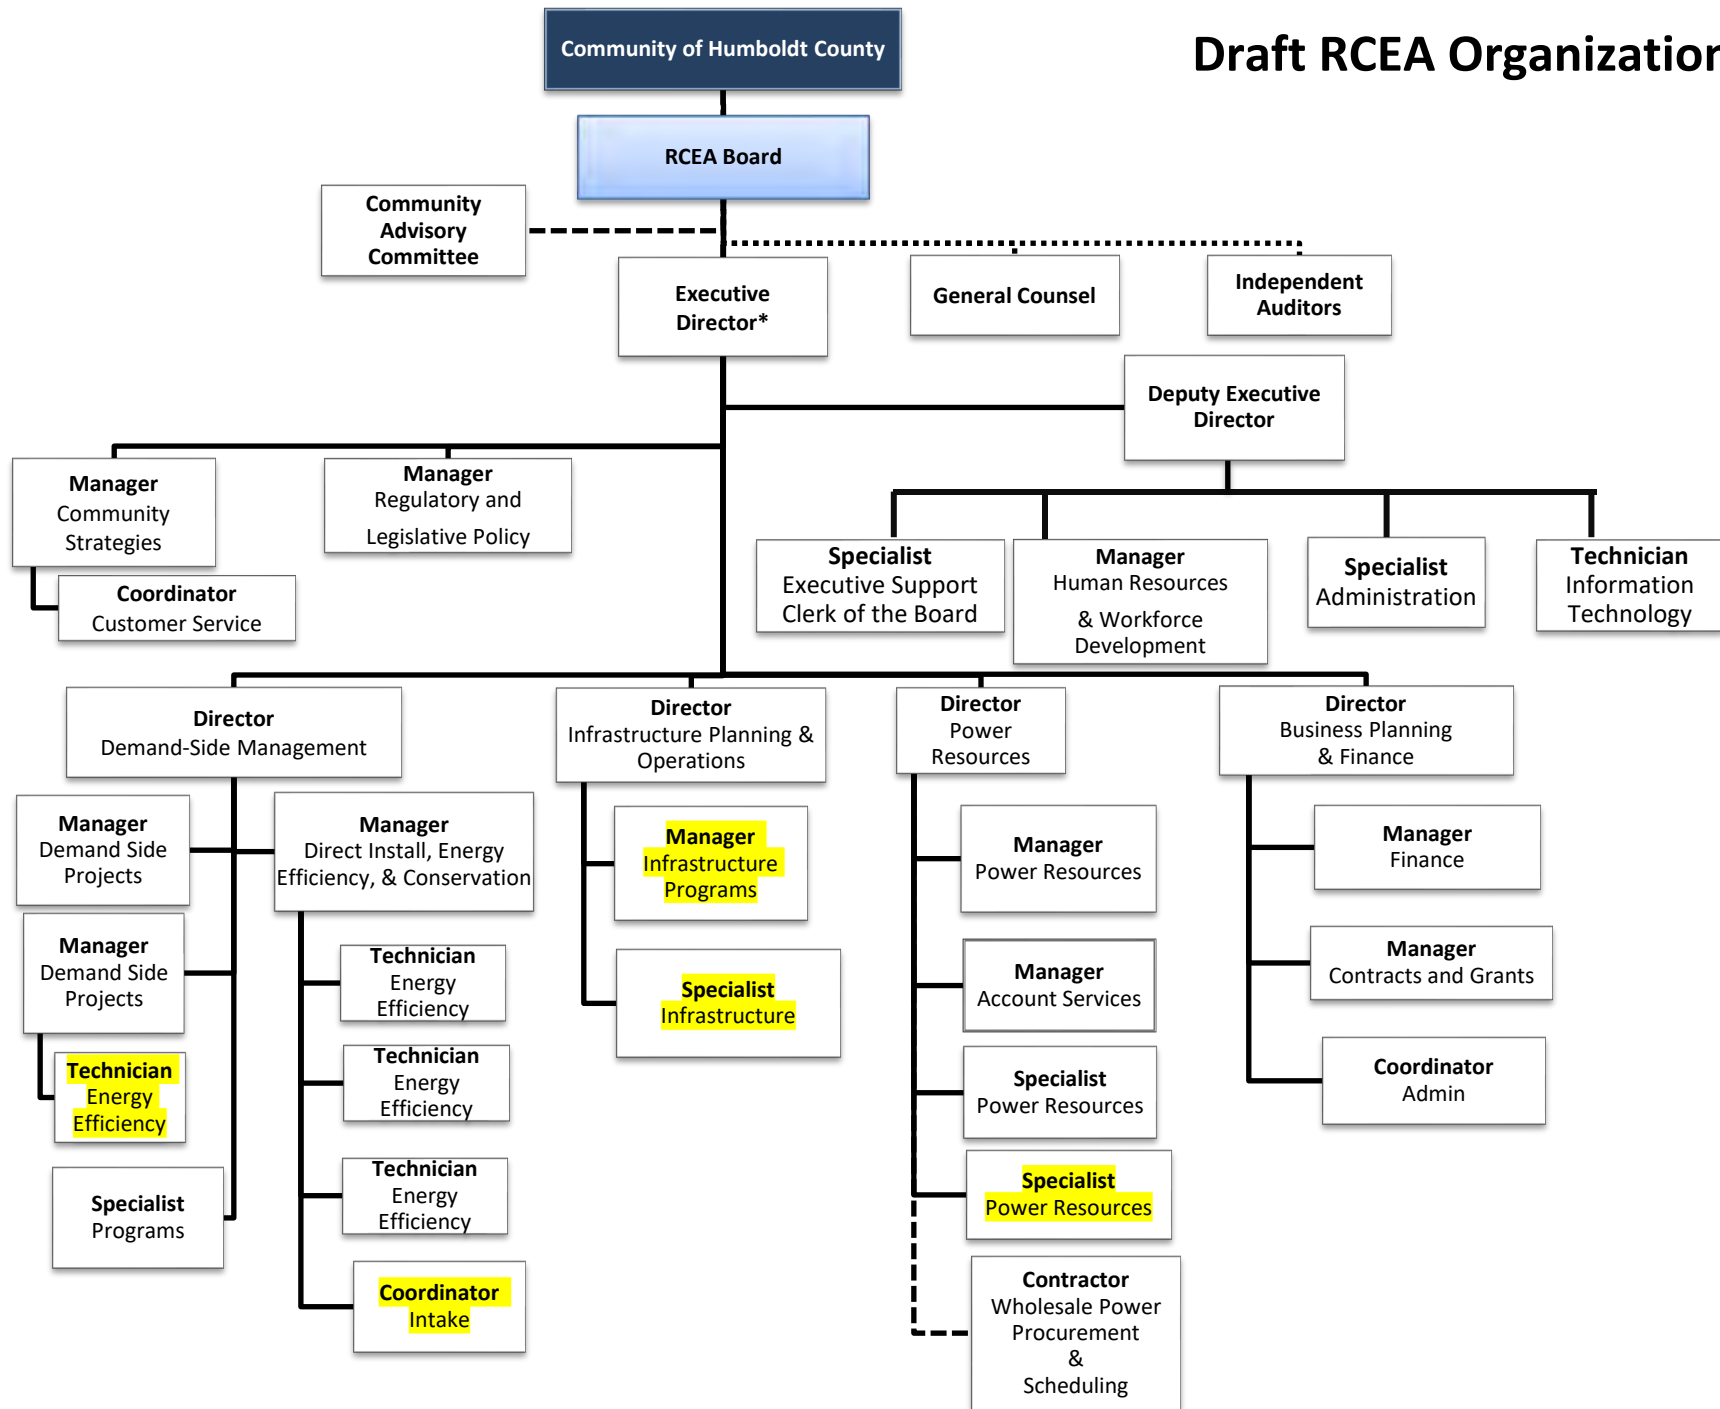 Community of Humboldt County
Draft RCEA Organization
RCEA Board
Community
Advisory
Committee
Executive
Director*
General Counsel
Independent
Auditors
Deputy Executive
Director
Manager
Community
Strategies
Manager
Regulatory and
Legislative Policy
Coordinator
Customer Service
Specialist
Executive Support
Clerk of the Board
Manager
Human Resources
& Workforce
Development
Specialist
Administration
Technician
Information
Technology
Director
Demand-Side Management
Director
Infrastructure Planning &
Operations
Director
Power
Resources
Director
Business Planning
& Finance
Manager
Demand Side
Projects
Manager
Demand Side
Projects
Technician
Energy
Efficiency
Specialist
Programs
Manager
Direct Install, Energy
Efficiency, & Conservation
Technician
Energy
Efficiency
Technician
Energy
Efficiency
Technician
Energy
Efficiency
Coordinator
Intake
Manager
Infrastructure
Programs
Specialist
Infrastructure
Manager
Power Resources
Manager
Account Services
Specialist
Power Resources
Specialist
Power Resources
Contractor
Wholesale Power
Procurement
&
Scheduling
Manager
Finance
Manager
Contracts and Grants
Coordinator
Admin